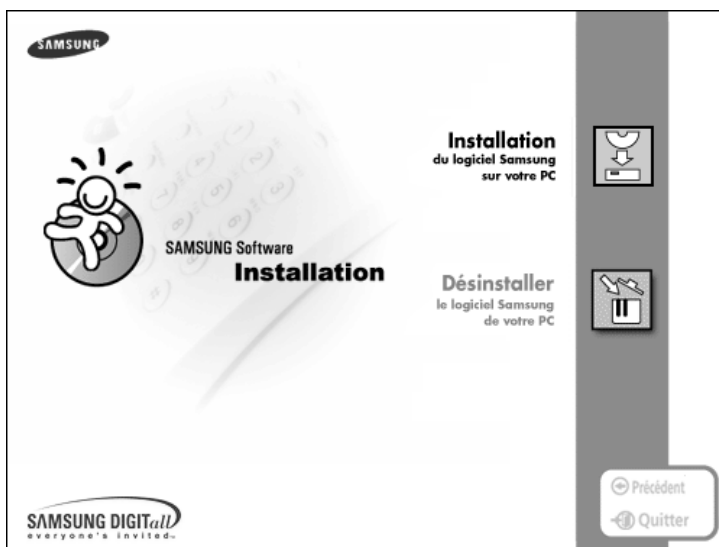 SAMSUNG
Installation
du logiciel Samsung
sur votre PC
SAMSUNG Software
Installation
Désinstaller
le logiciel Samsung
de votre PC
Précédent
Quitter
SAMSUNG DIGITall
everyone's invited™